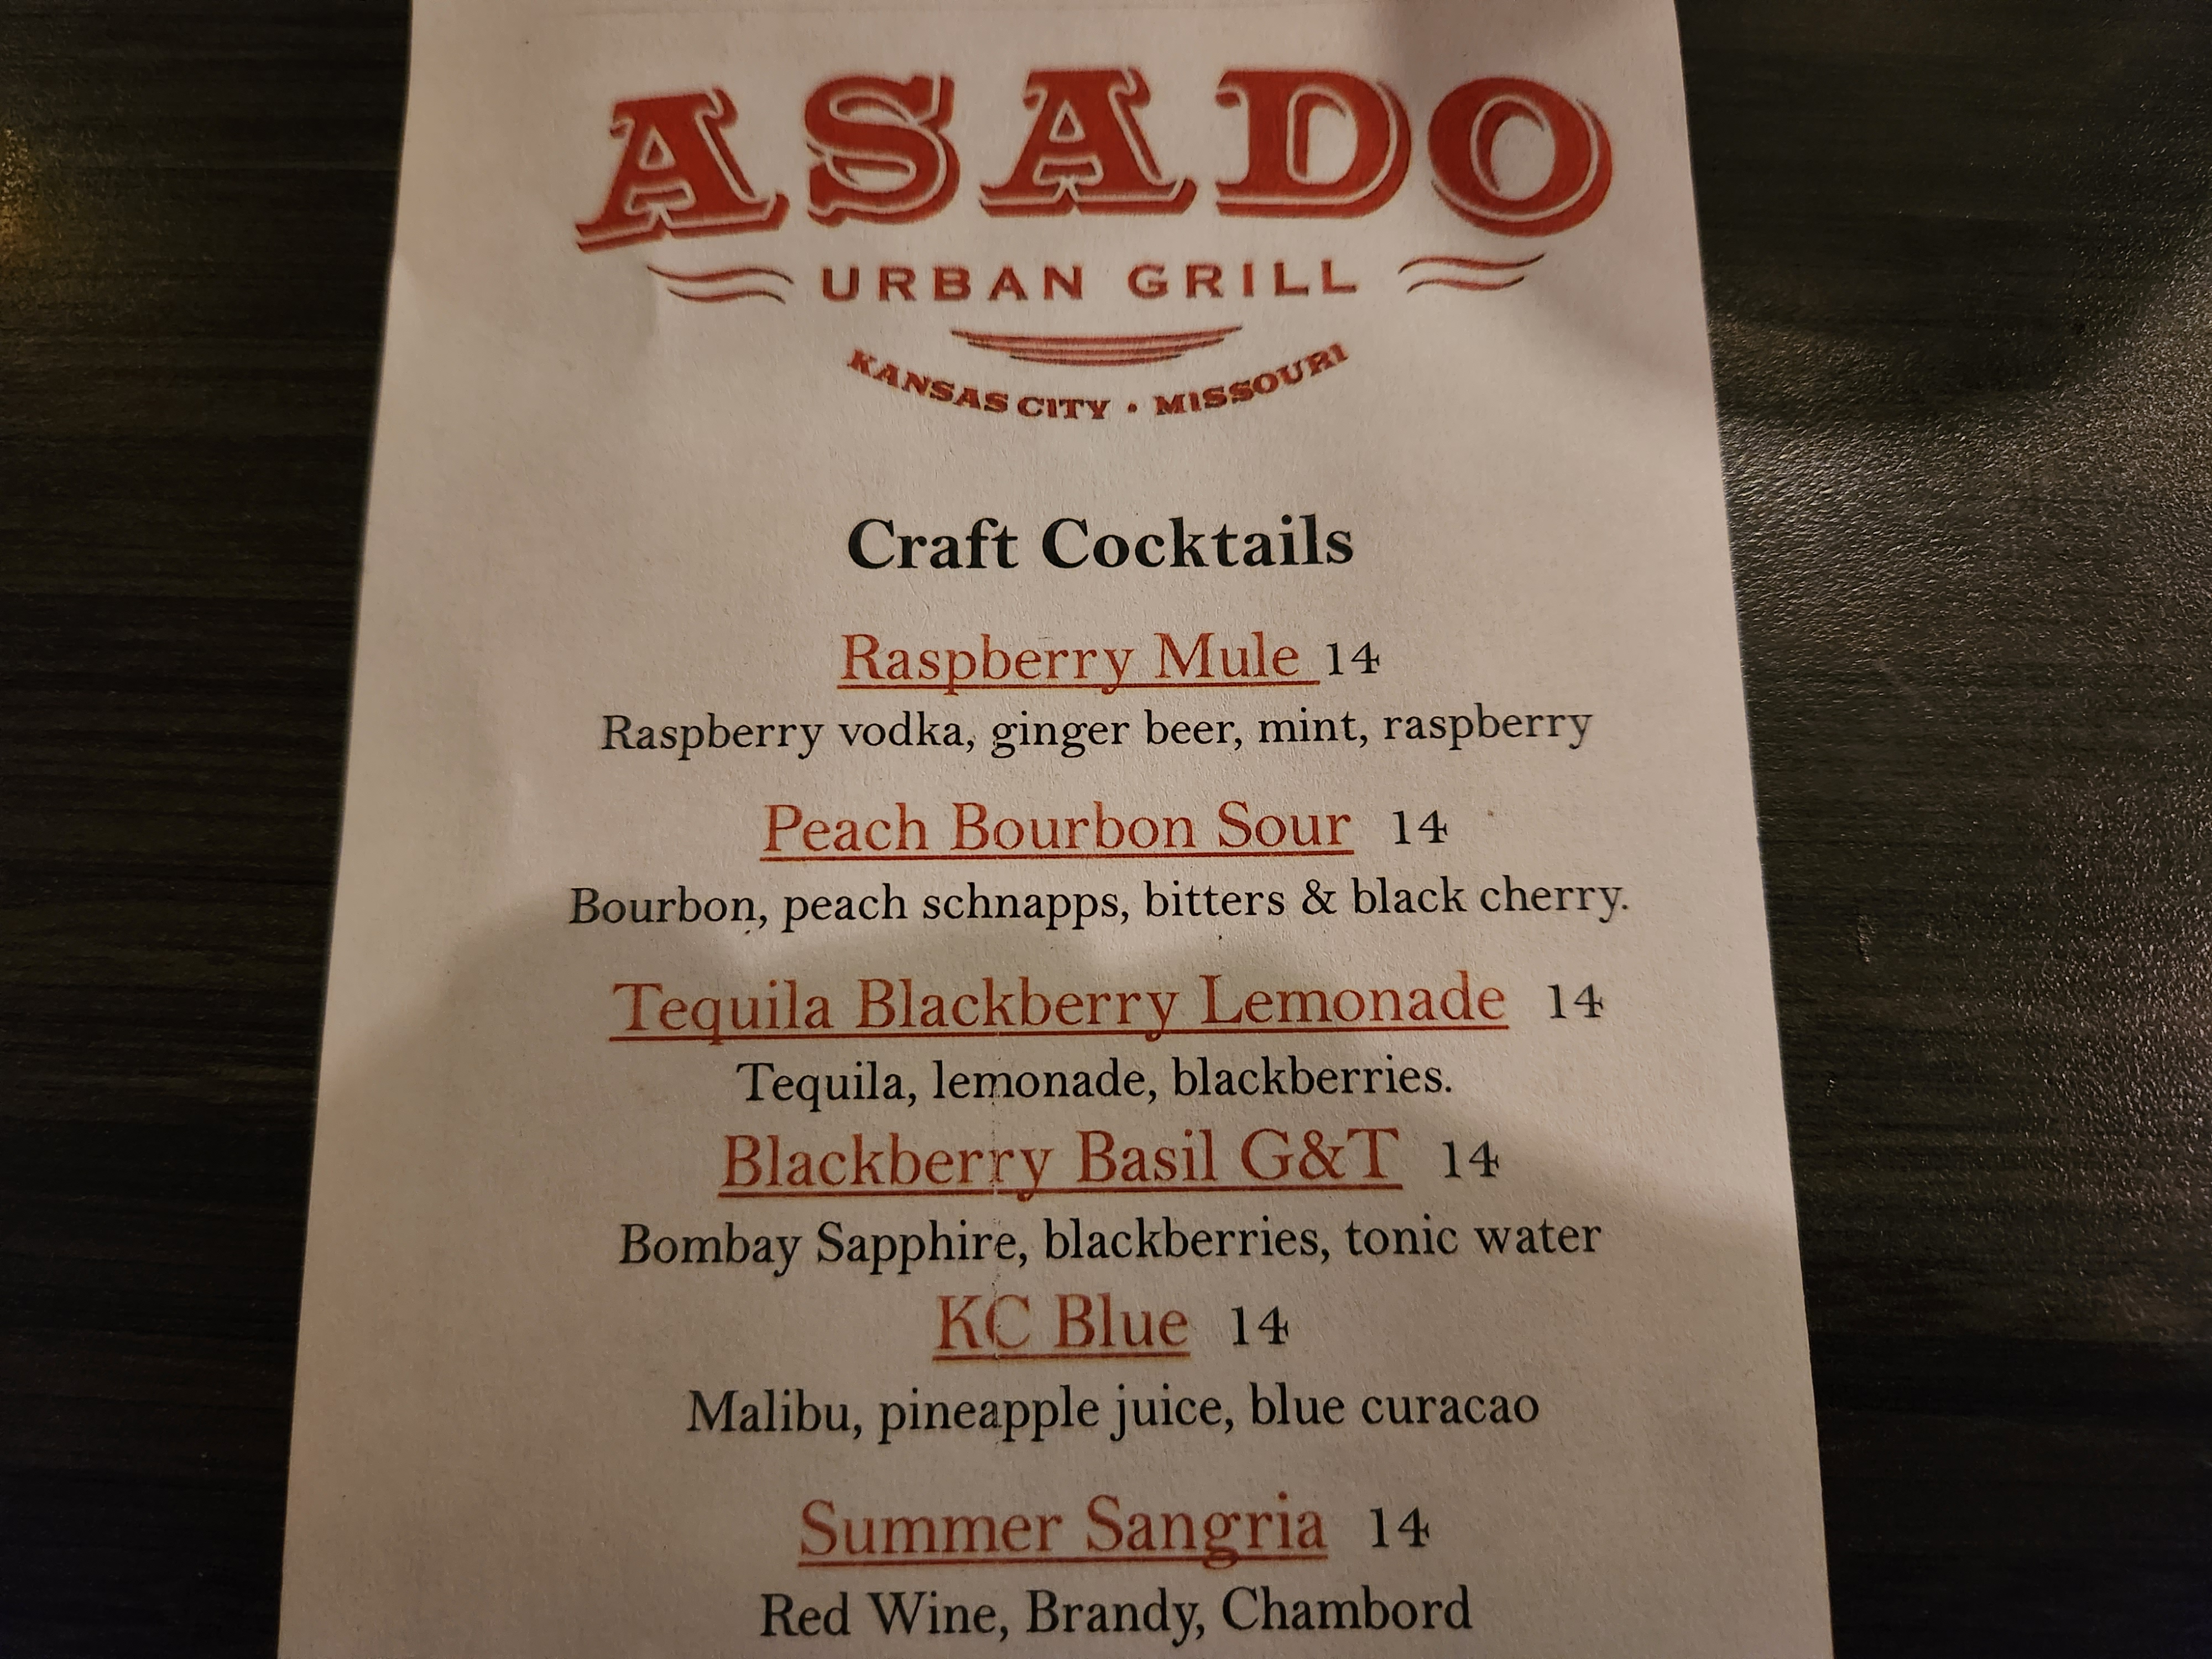 ASADO
URBAN GRILL
KANSAS CITY • MISSOURI
Craft Cocktails
Raspberry Mule 14
Raspberry vodka, ginger beer, mint, raspberry
Peach Bourbon Sour 14
Bourbon, peach schnapps, bitters & black cherry.
Tequila Blackberry Lemonade 14
Tequila, lemonade, blackberries.
Blackberry Basil G&T 14
Bombay Sapphire, blackberries, tonic water
KC Blue 14
Malibu, pineapple juice, blue curacao
Summer Sangria 14
Red Wine, Brandy, Chambord